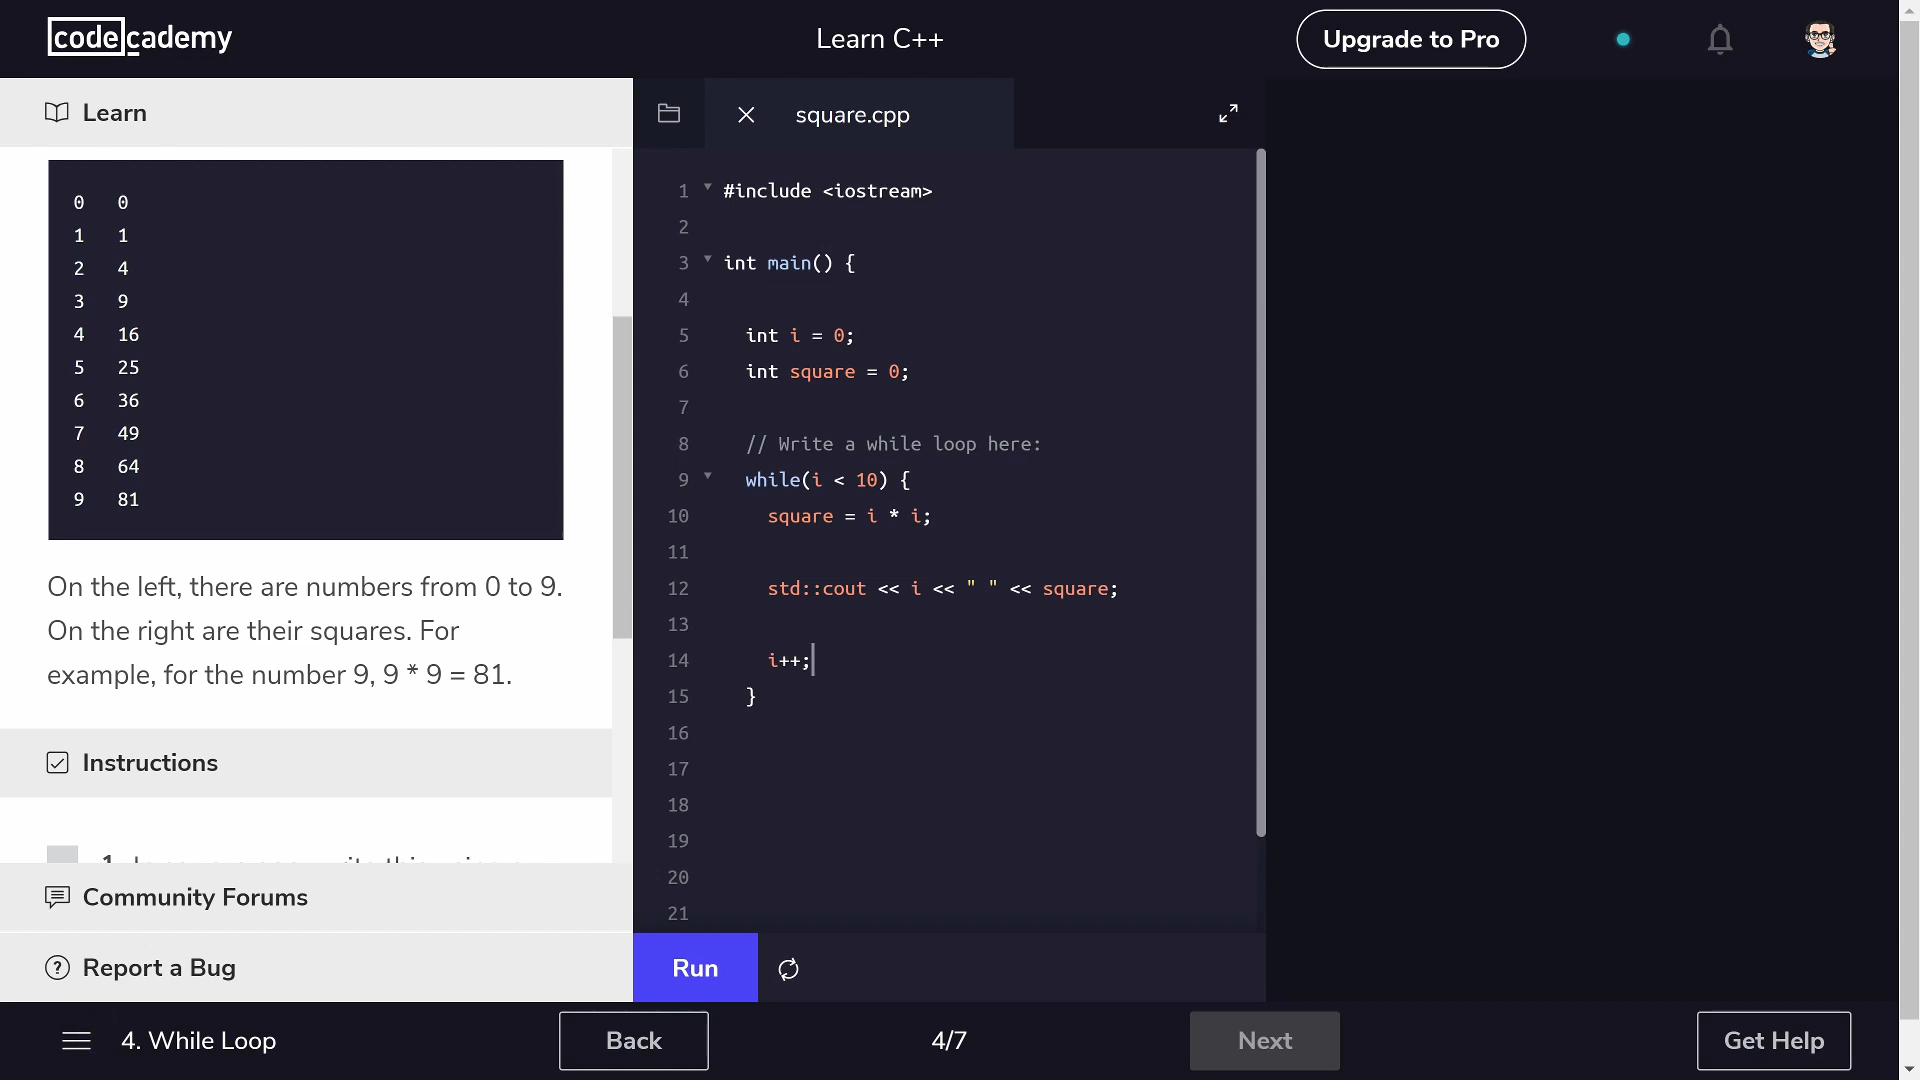 codecademy
Learn C++
Upgrade to Pro
Learn
0 0
1 1
2 4
3 9
4 16
5 25
6 36
7 49
8 64
9 81
On the left, there are numbers from 0 to 9.
On the right are their squares. For
example, for the number 9, 9 * 9 = 81.
Instructions
Community Forums
Report a Bug
square.cpp
1 #include <iostream>
2
3 int main() {
4
5 int i = 0;
6 int square = 0;
7
8 // Write a while loop here:
9 while(i < 10) {
10 square = i * i;
11
12 std::cout << i << " " << square;
13
14 i++;
15 }
16
17
18
19
20
21
Run
4. While Loop
Back
4/7
Next
Get Help